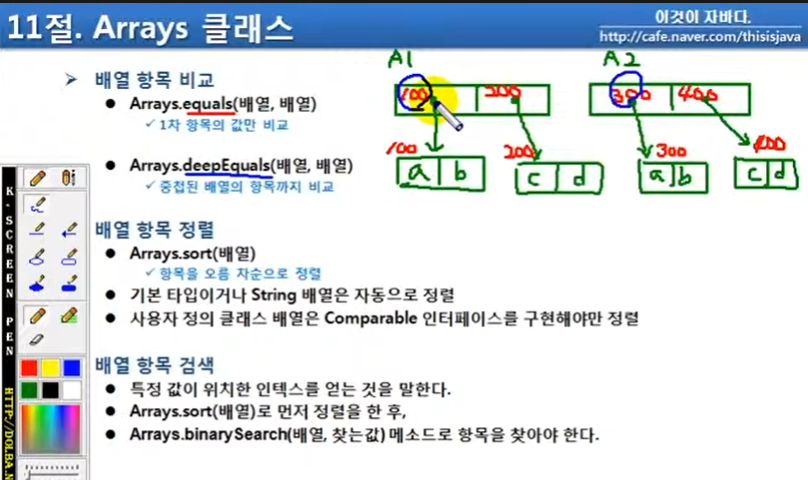 11절. Arrays 클래스
이것이 자바다.
http://cafe.naver.com/thisisjava
A1
A2
배열 항목 비교
100 200
300 400
Arrays.equals(배열, 배열)
1차 항목의 값만 비교
100 200 300 400
Arrays.deepEquals(배열, 배열)
a b
c d
a b
c d
중첩된 배열의 항목까지 비교
배열 항목 정렬
Arrays.sort(배열)
항목을 오름 차순으로 정렬
기본 타입이거나 String 배열은 자동으로 정렬
사용자 정의 클래스 배열은 Comparable 인터페이스를 구현해야만 정렬
배열 항목 검색
특정 값이 위치한 인텍스를 얻는 것을 말한다.
Arrays.sort(배열)로 먼저 정렬을 한 후,
Arrays.binarySearch(배열, 찾는값) 메소드로 항목을 찾아야 한다.
K-SCREEN PEN
HTTP://DOLBA.N